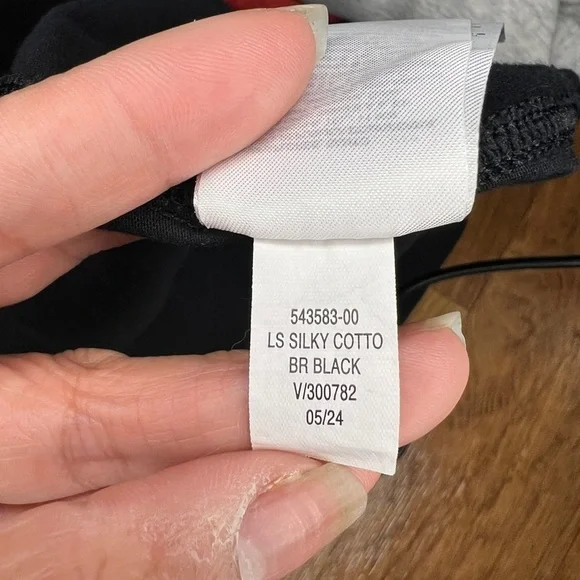 543583-00
LS SILKY COTTO
BR BLACK
V/300782
05/24